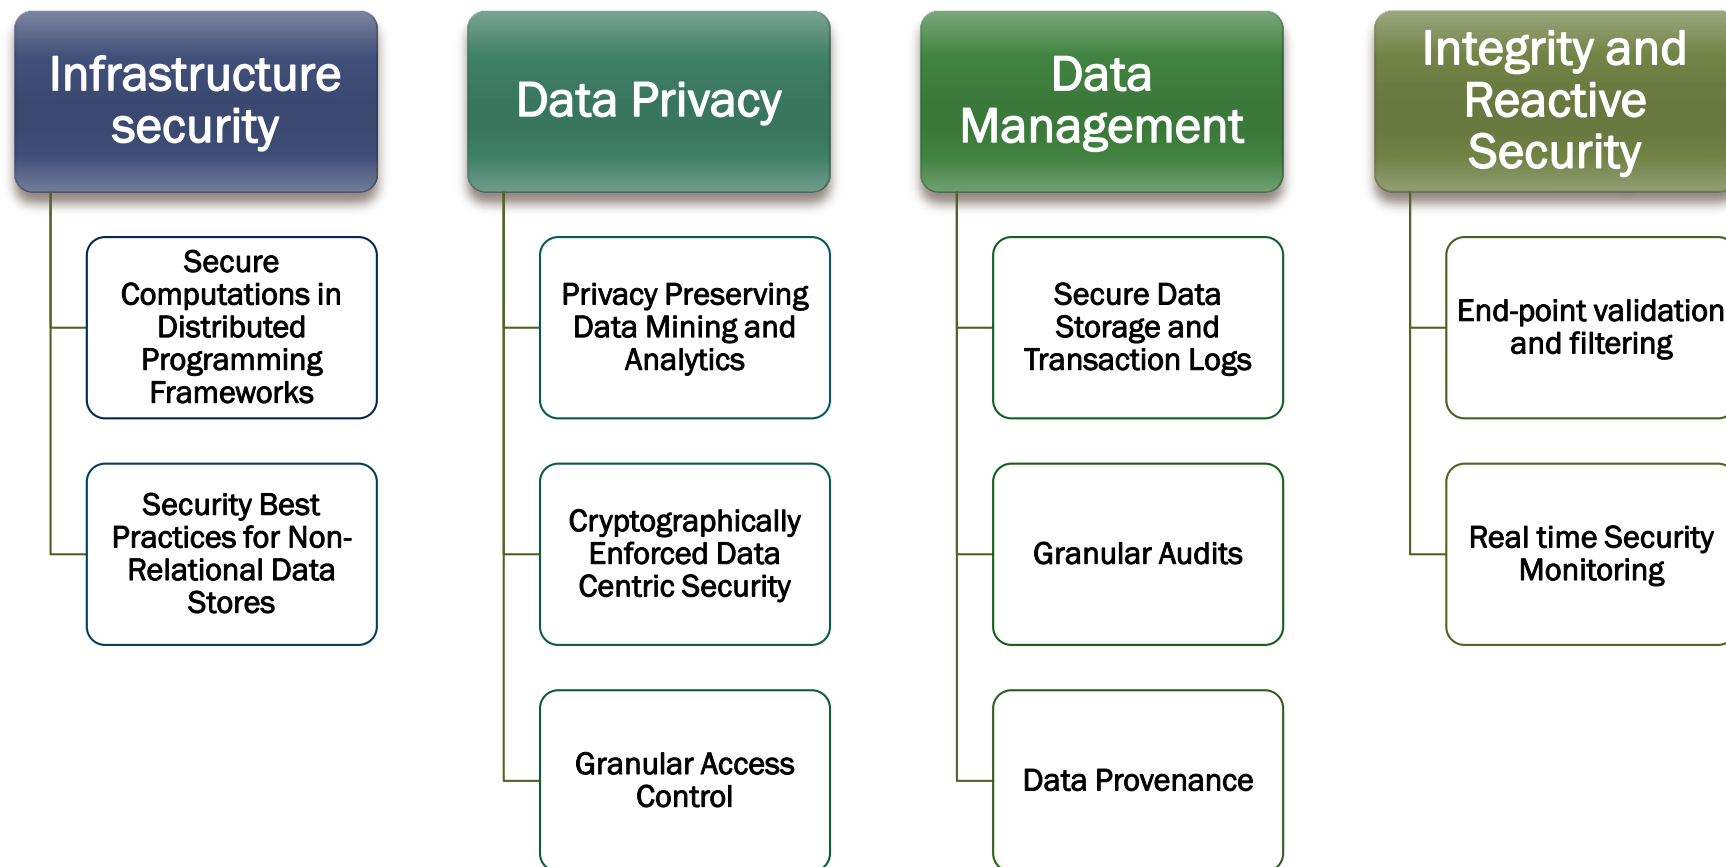 Infrastructure
security
Secure
Computations in
Distributed
Programming
Frameworks
Security Best
Practices for Non-
Relational Data
Stores
Data Privacy
Privacy Preserving
Data Mining and
Analytics
Cryptographically
Enforced Data
Centric Security
Granular Access
Control
Data
Management
Secure Data
Storage and
Transaction Logs
Granular Audits
Data Provenance
Integrity and
Reactive
Security
End-point validation
and filtering
Real time Security
Monitoring